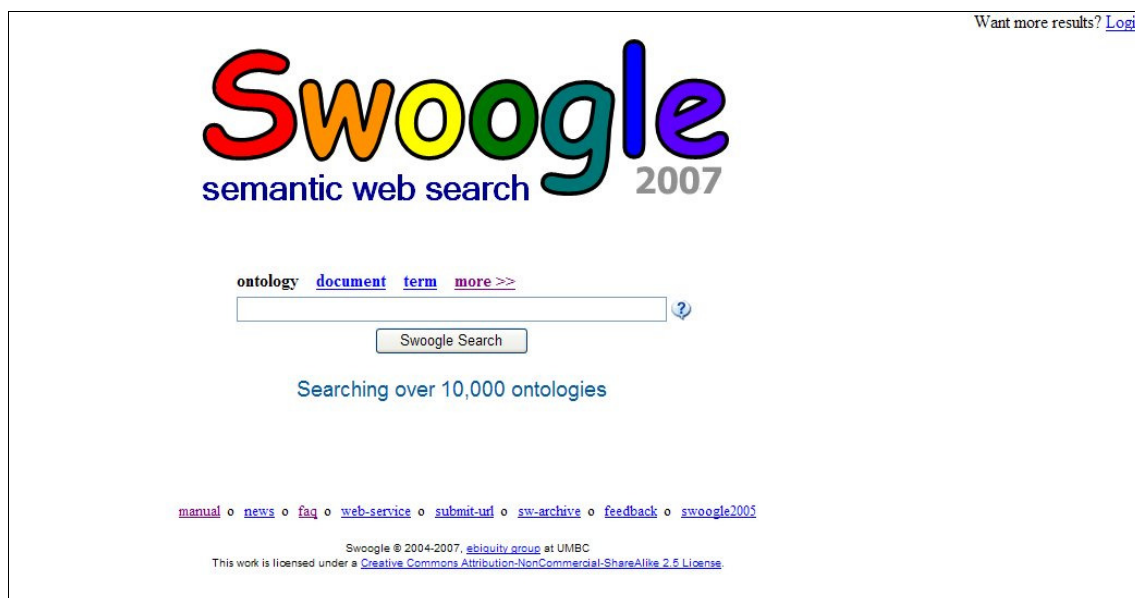 Want more results? Logi
Swoogle
semantic web search 2007
ontology document term more >>
?
Swoogle Search
Searching over 10,000 ontologies
manual o news o faq o web-service o submit-url o sw-archive o feedback o swoogle2005
Swoogle © 2004-2007, ebiquity group at UMBC
This work is licensed under a Creative Commons Attribution-NonCommercial-ShareAlike 2.5 License.